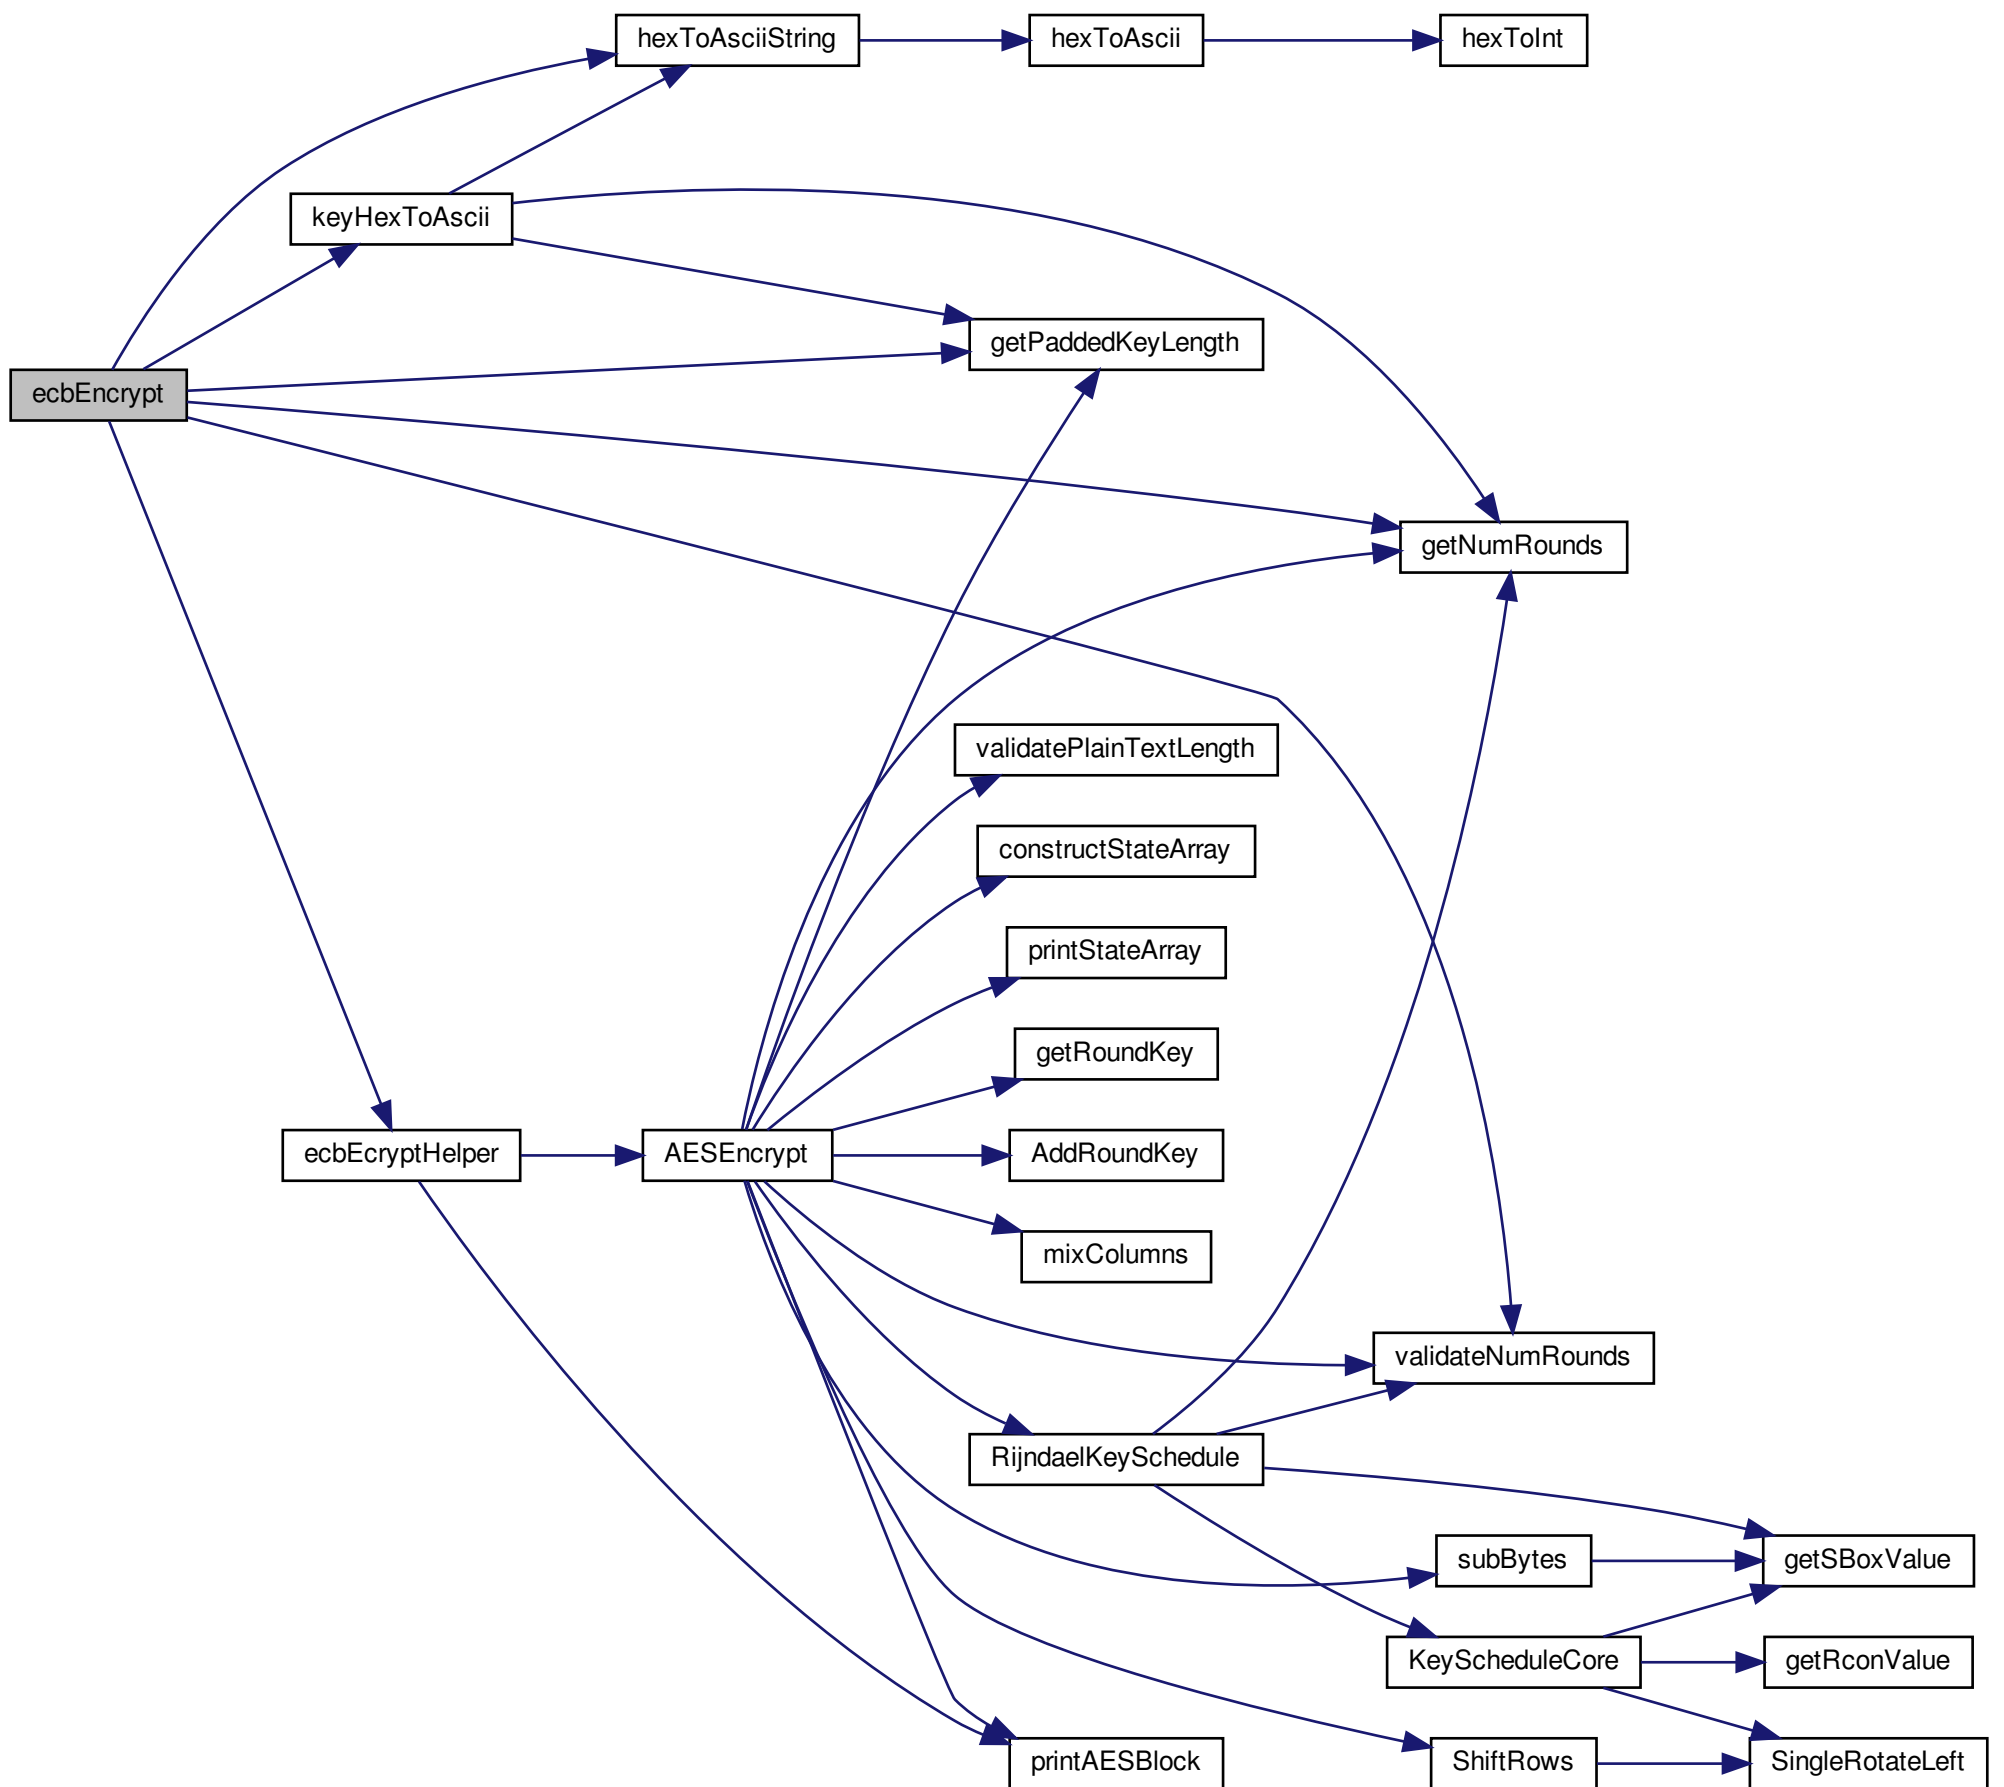 hexToAsciiString
hexToAscii
hexToInt
keyHexToAscii
getPaddedKeyLength
ecbEncrypt
getNumRounds
validatePlainTextLength
constructStateArray
printStateArray
getRoundKey
ecbEcryptHelper
AESEncrypt
AddRoundKey
mixColumns
validateNumRounds
RijndaelKeySchedule
subBytes
getSBoxValue
KeyScheduleCore
getRconValue
printAESBlock
ShiftRows
SingleRotateLeft